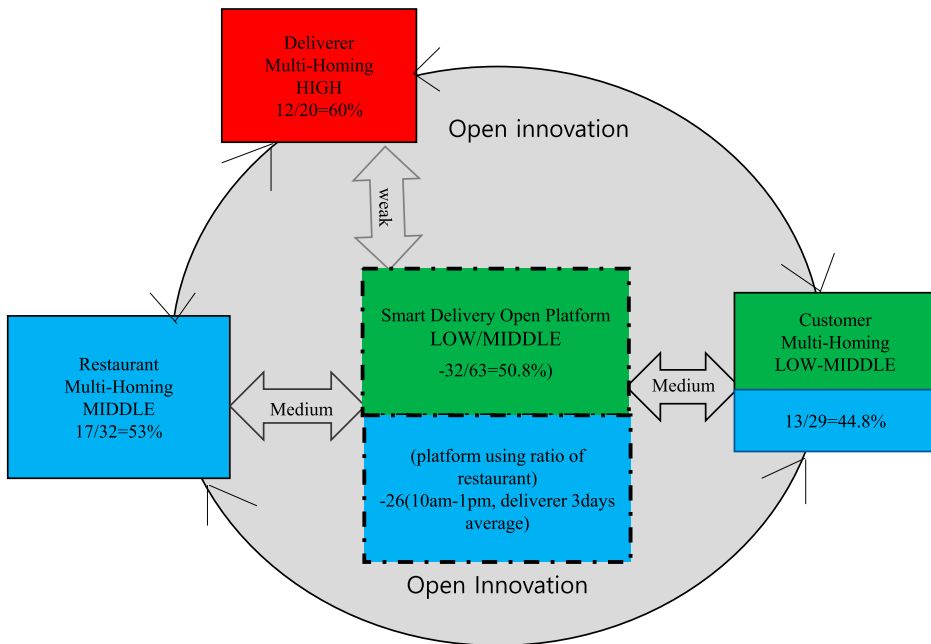 Deliverer
Multi-Homing
HIGH
12/20=60%
Open innovation
weak
Smart Delivery Open Platform
LOW/MIDDLE
-32/63=50.8%)
Customer
Multi-Homing
LOW-MIDDLE
13/29=44.8%
Restaurant
Multi-Homing
MIDDLE
17/32=53%
Medium
Medium
(platform using ratio of
restaurant)
-26(10am-1pm, deliverer 3days
average)
Open Innovation